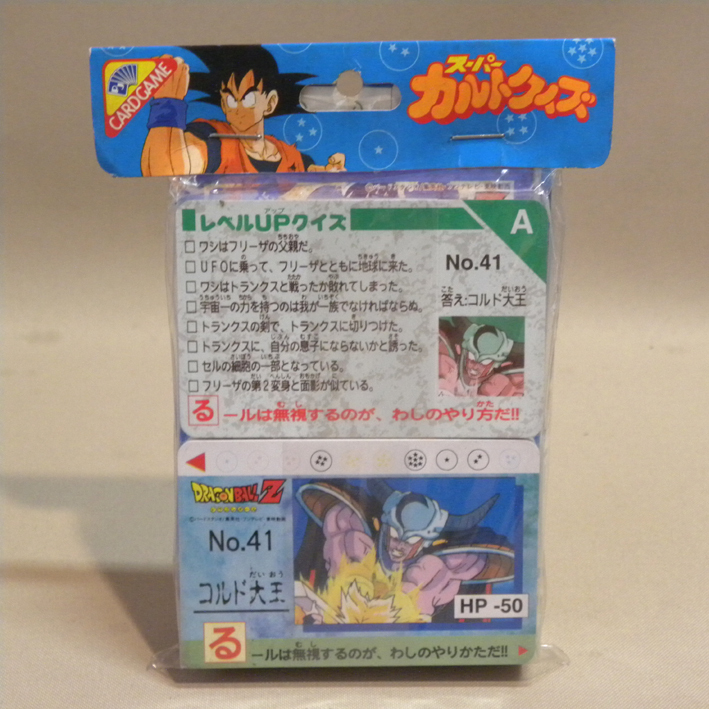 CARDGAME
スーパー
カルトクイズ
レベルUPクイズ
A
□ ワシはフリーザの父親だ。
□ UFOに乗って、フリーザとともに地球に来た。
□ ワシはトランクスと戦ったか敗れてしまった。
□ 宇宙一の力を持つのは我が一族でなければならぬ。
□ トランクスの剣で、トランクスに切りつけた。
□ トランクスに、自分の息子にならないかと誘った。
□ セルの細胞の一部となっている。
□ フリーザの第2変身と面影が似ている。
No.41
答え:コルド大王
る ールは無視するのが、わしのやり方だ!!
DRAGONBALL Z
No.41
コルド大王
HP -50
る ールは無視するのが、わしのやりかただ!!